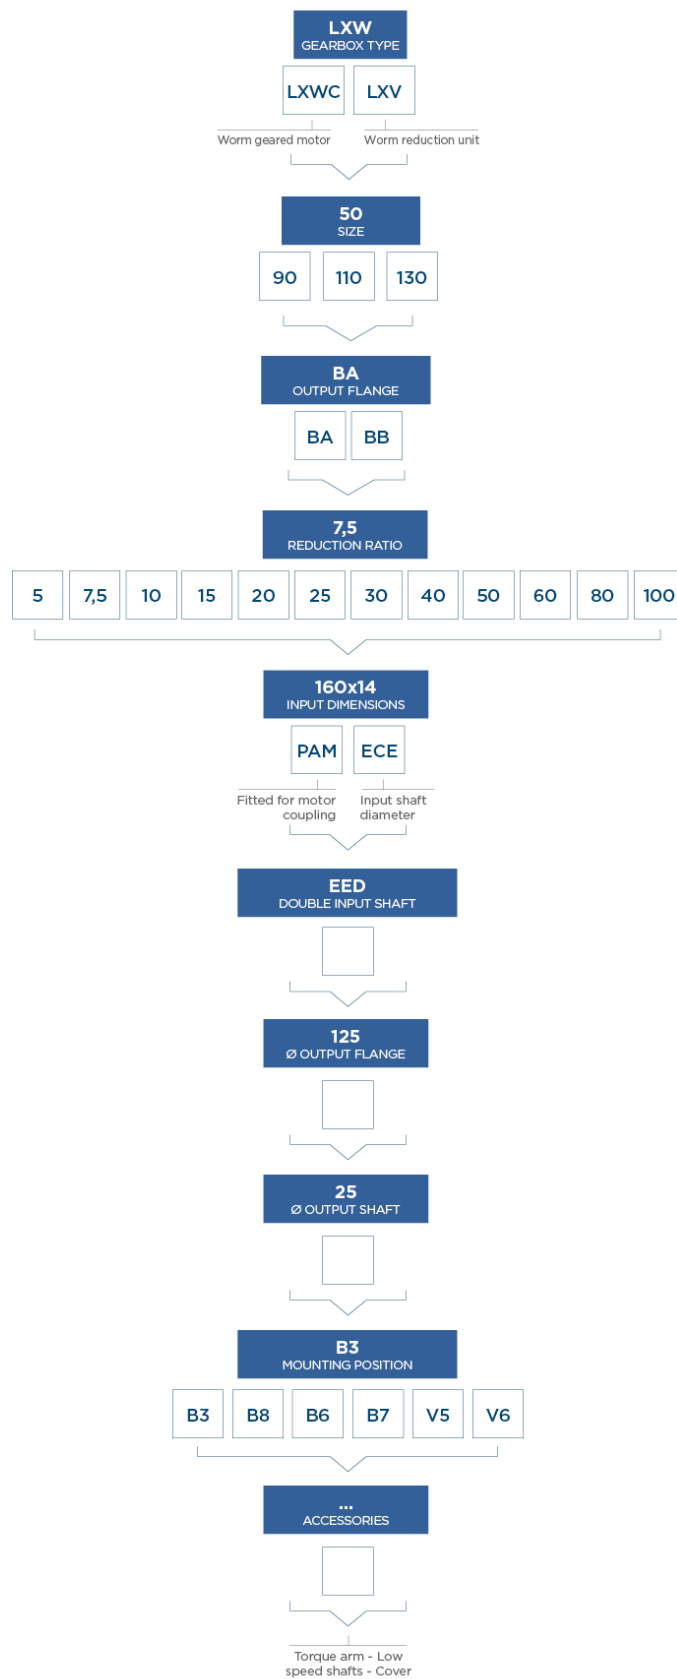 LXW
GEARBOX TYPE
LXWC LXV
Worm geared motor Worm reduction unit
50
SIZE
90 110 130
BA
OUTPUT FLANGE
BA BB
7,5
REDUCTION RATIO
5 7,5 10 15 20 25 30 40 50 60 80 100
160x14
INPUT DIMENSIONS
PAM ECE
Fitted for motor Input shaft
coupling diameter
EED
DOUBLE INPUT SHAFT
125
Ø OUTPUT FLANGE
25
Ø OUTPUT SHAFT
B3
MOUNTING POSITION
B3 B8 B6 B7 V5 V6
...
ACCESSORIES
Torque arm - Low
speed shafts - Cover